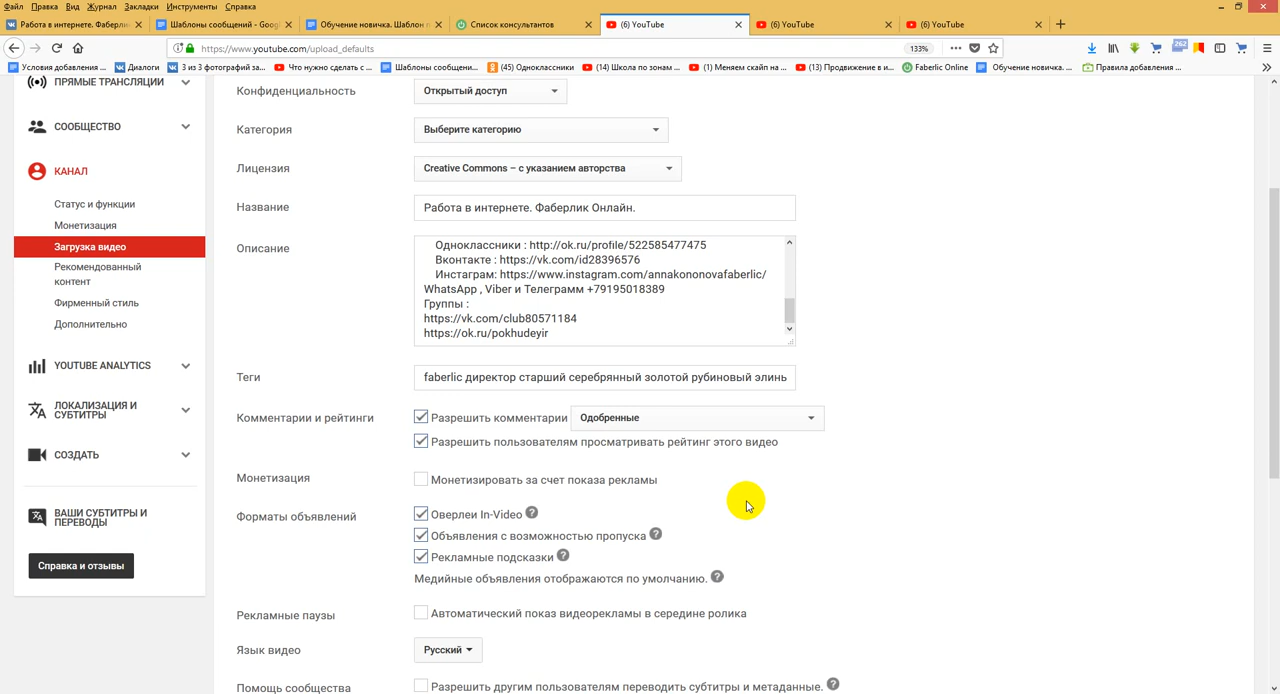 Файл Правка Вид Журнал Закладки Инструменты Справка
Работа в интернете. Фаберли
Шаблоны сообщений - Goog
Обучение новичка. Шаблон п
Список консультантов
(6) YouTube
(6) YouTube
(6) YouTube
https://www.youtube.com/upload_defaults
133%
262
Условия добавления ...
Диалоги
3 из 3 фотографий за...
Что нужно сделать с ...
Шаблоны сообщени...
(45) Одноклассники
(14) Школа по зонам ...
(1) Меняем скайп на ...
(13) Продвижение в и...
Faberlic Online
Обучение новичка. ...
Правила добавления ...
ПРЯМЫЕ ТРАНСЛЯЦИИ
СООБЩЕСТВО
КАНАЛ
Статус и функции
Монетизация
Загрузка видео
Рекомендованный
контент
Фирменный стиль
Дополнительно
YOUTUBE ANALYTICS
ЛОКАЛИЗАЦИЯ И
СУБТИТРЫ
СОЗДАТЬ
ВАШИ СУБТИТРЫ И
ПЕРЕВОДЫ
Справка и отзывы
Конфиденциальность
Открытый доступ
Категория
Выберите категорию
Лицензия
Creative Commons – с указанием авторства
Название
Работа в интернете. Фаберлик Онлайн.
Описание
Одноклассники : http://ok.ru/profile/522585477475
Вконтакте : https://vk.com/id28396576
Инстаграм: https://www.instagram.com/annakononovafaberlic/
WhatsApp , Viber и Телеграмм +79195018389
Группы :
https://vk.com/club80571184
https://ok.ru/pokhudeyir
Теги
faberlic директор старший серебрянный золотой рубиновый элинь
Комментарии и рейтинги
Разрешить комментарии
Одобренные
Разрешить пользователям просматривать рейтинг этого видео
Монетизация
Монетизировать за счет показа рекламы
Форматы объявлений
Оверлеи In-Video
Объявления с возможностью пропуска
Рекламные подсказки
Медийные объявления отображаются по умолчанию.
Рекламные паузы
Автоматический показ видеорекламы в середине ролика
Язык видео
Русский
Помощь сообщества
Разрешить другим пользователям переводить субтитры и метаданные.